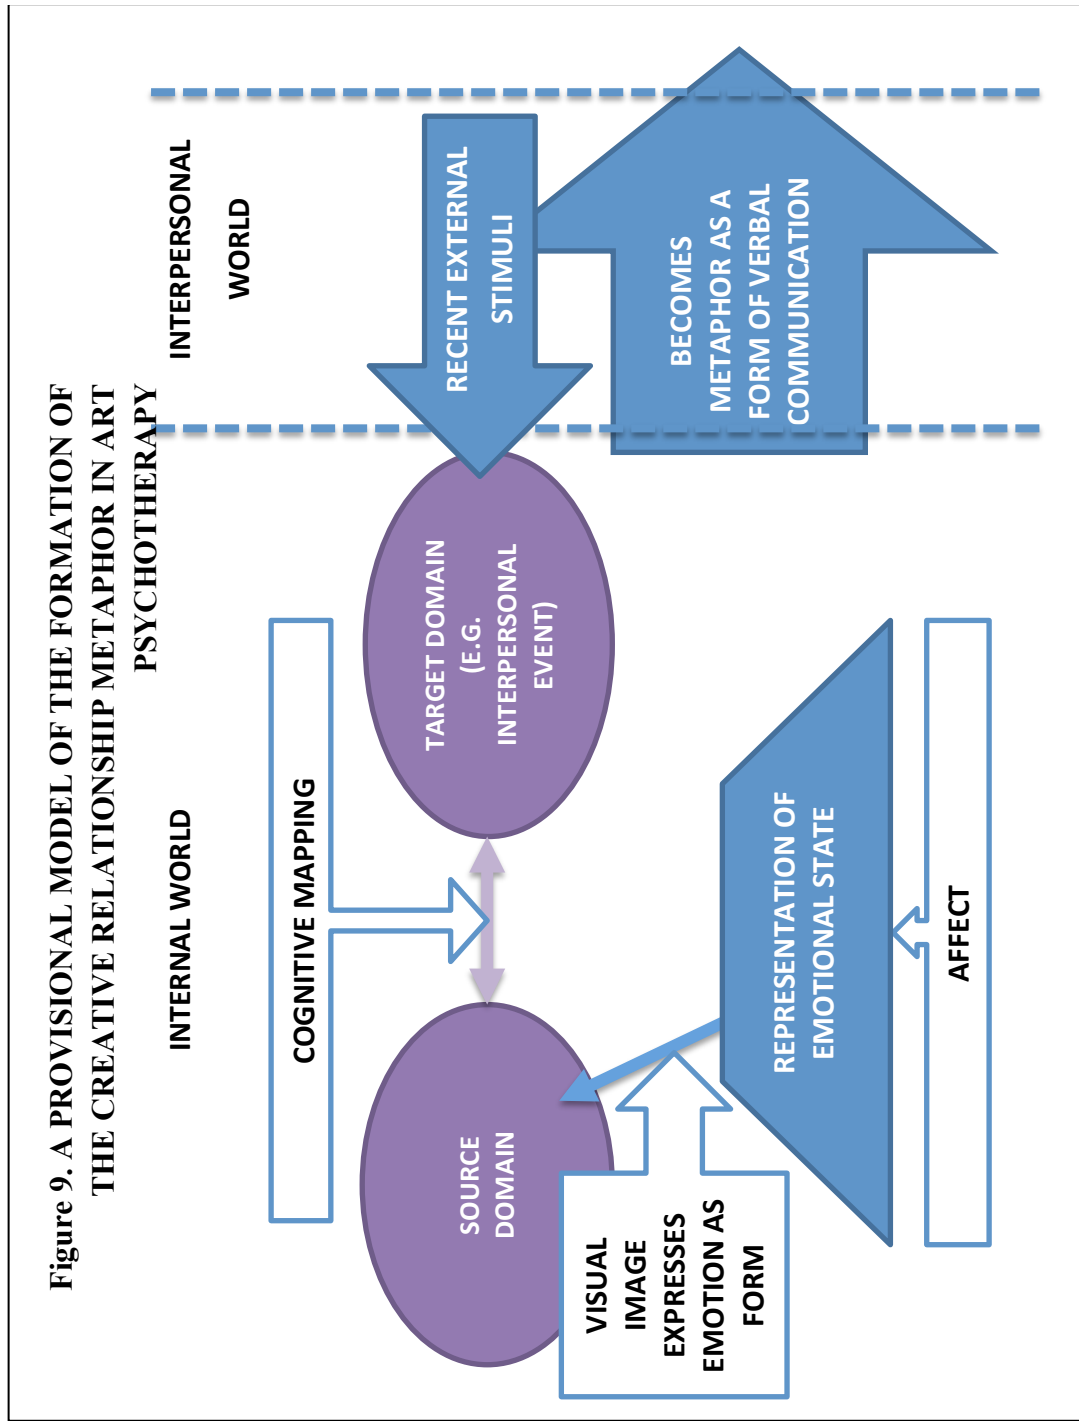 Figure 9. A PROVISIONAL MODEL OF THE FORMATION OF
THE CREATIVE RELATIONSHIP METAPHOR IN ART
PSYCHOTHERAPY
INTERNAL WORLD
INTERPERSONAL
WORLD
COGNITIVE MAPPING
SOURCE
DOMAIN
TARGET DOMAIN
(E.G.
INTERPERSONAL
EVENT)
RECENT EXTERNAL
STIMULI
VISUAL
IMAGE
EXPRESSES
EMOTION AS
FORM
REPRESENTATION OF
EMOTIONAL STATE
BECOMES
METAPHOR AS A
FORM OF VERBAL
COMMUNICATION
AFFECT